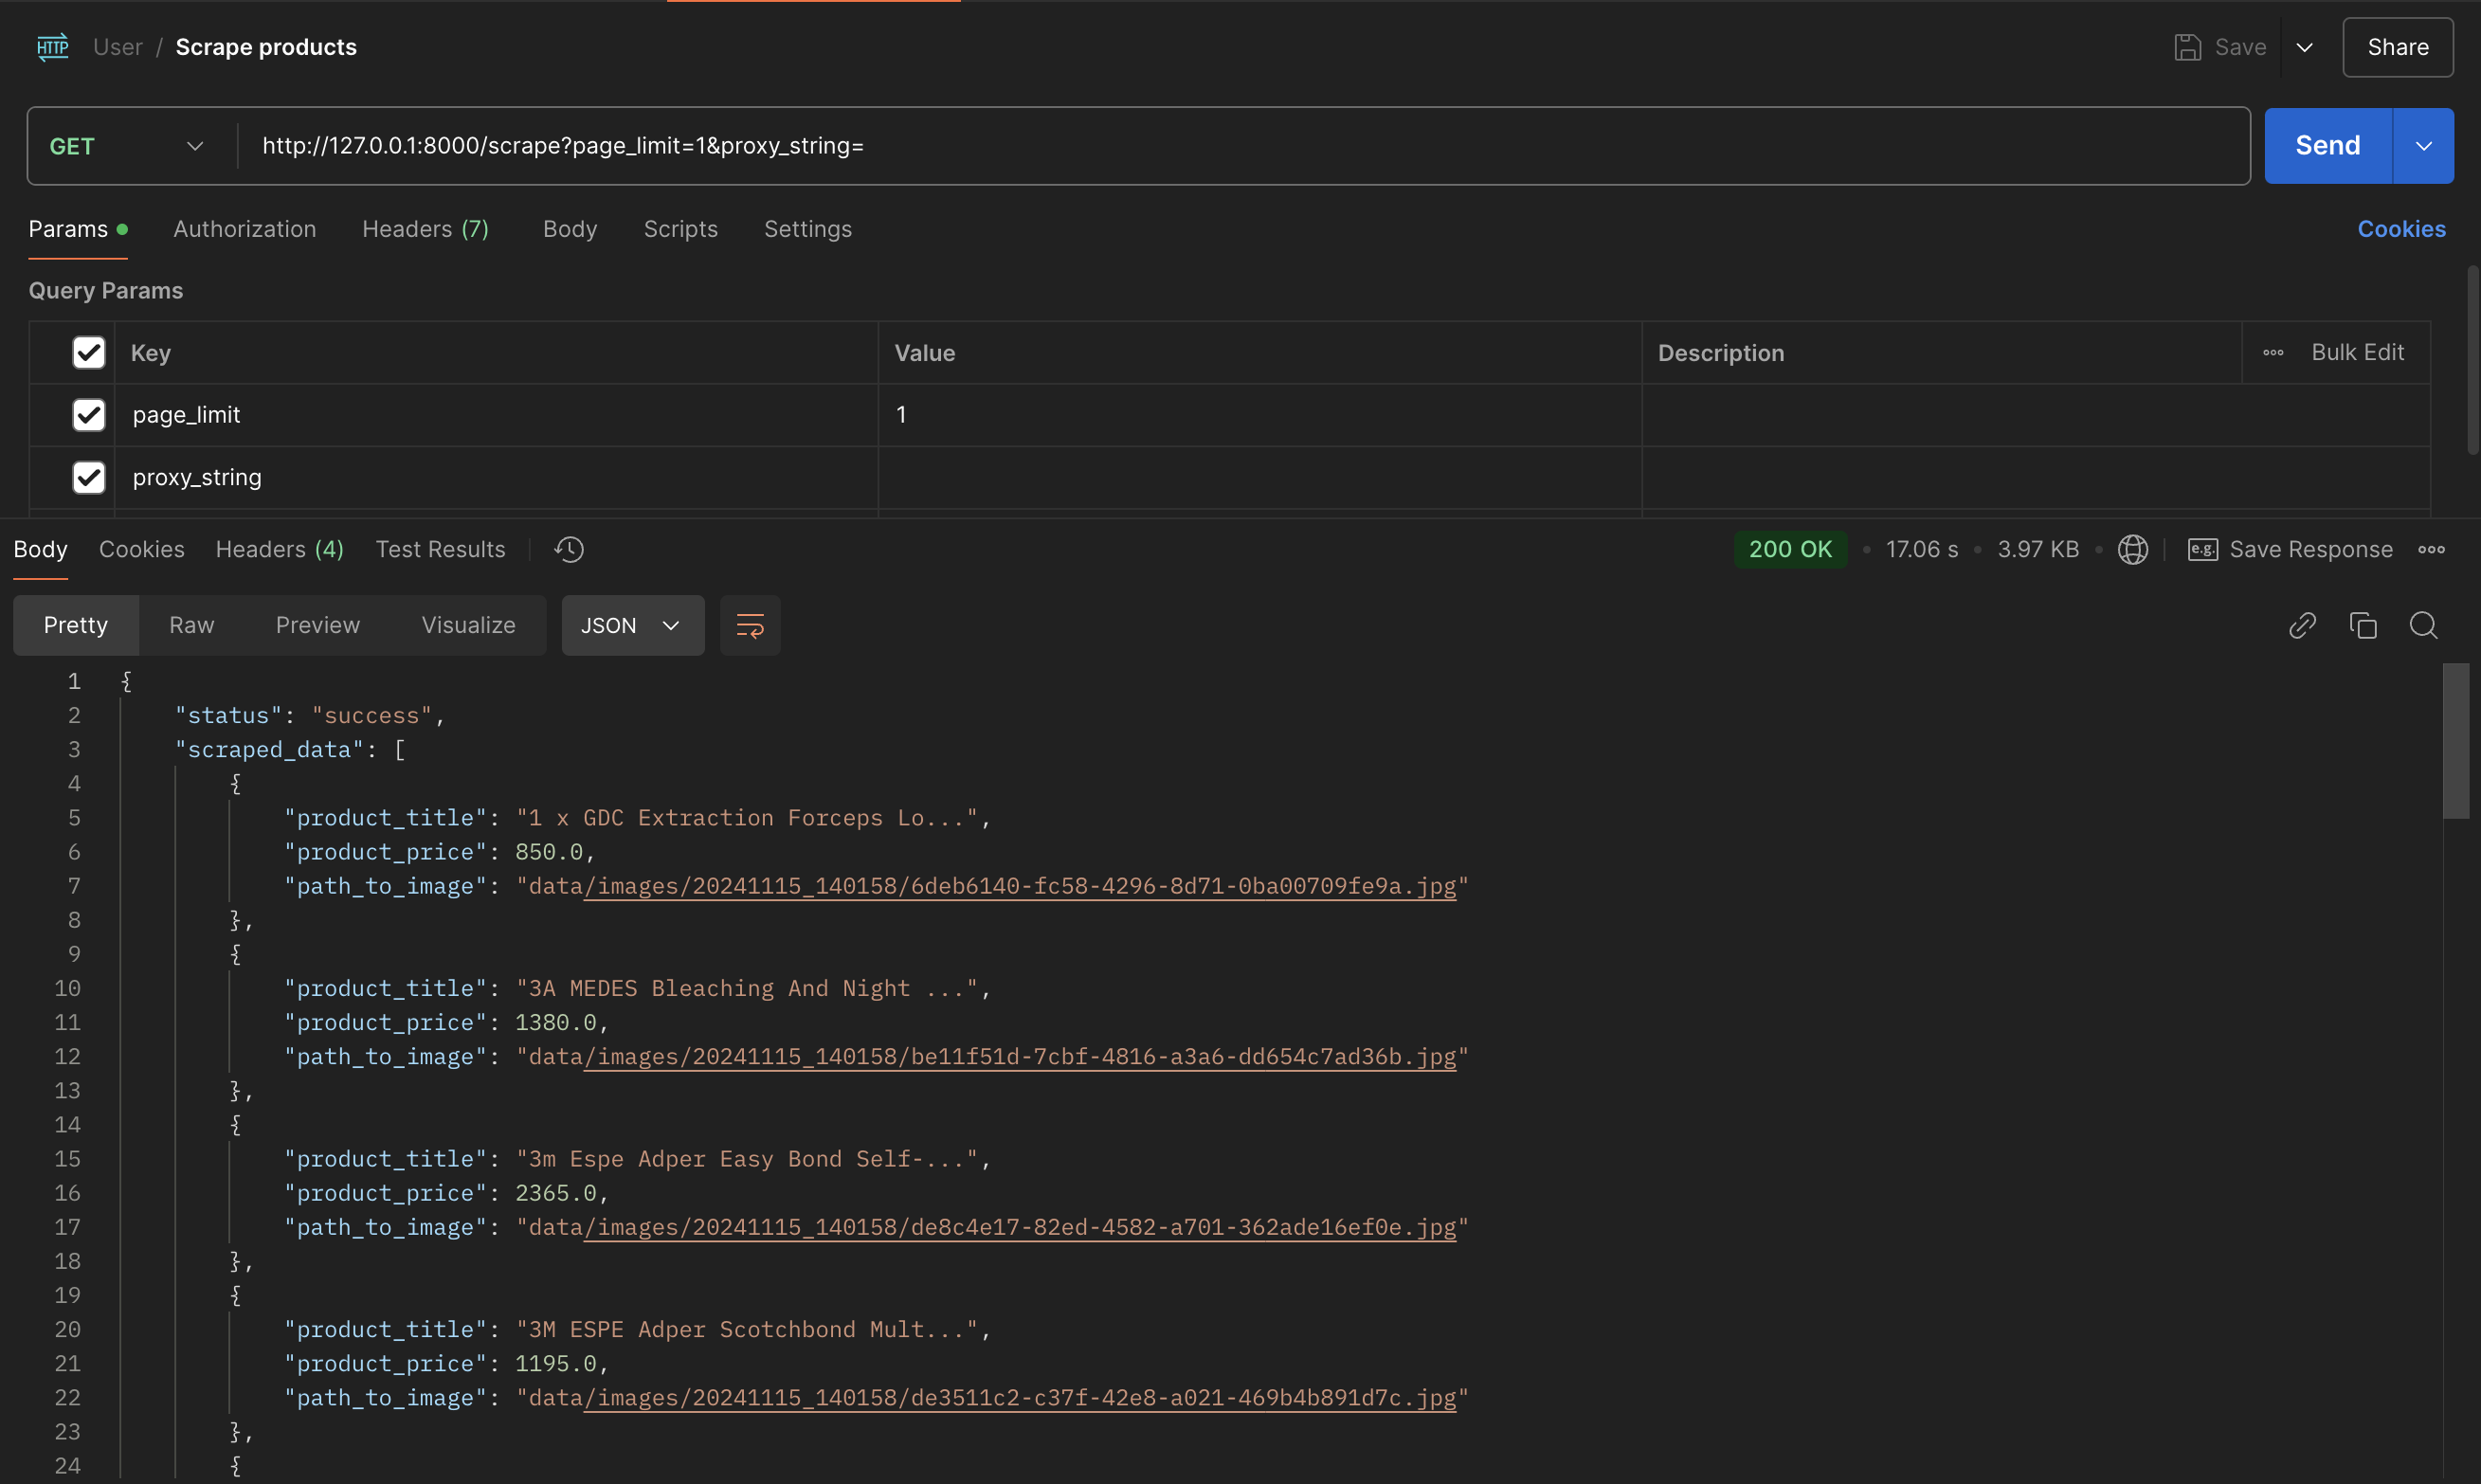 HTTP User / Scrape products Save Share
GET http://127.0.0.1:8000/scrape?page_limit=1&proxy_string= Send
Params Authorization Headers (7) Body Scripts Settings Cookies
Query Params
Key Value Description Bulk Edit
page_limit 1
proxy_string
Body Cookies Headers (4) Test Results 200 OK 17.06 s 3.97 KB e.g. Save Response
Pretty Raw Preview Visualize JSON
1 {
2 "status": "success",
3 "scraped_data": [
4 {
5 "product_title": "1 x GDC Extraction Forceps Lo...",
6 "product_price": 850.0,
7 "path_to_image": "data/images/20241115_140158/6deb6140-fc58-4296-8d71-0ba00709fe9a.jpg"
8 },
9 {
10 "product_title": "3A MEDES Bleaching And Night ...",
11 "product_price": 1380.0,
12 "path_to_image": "data/images/20241115_140158/be11f51d-7cbf-4816-a3a6-dd654c7ad36b.jpg"
13 },
14 {
15 "product_title": "3m Espe Adper Easy Bond Self-...",
16 "product_price": 2365.0,
17 "path_to_image": "data/images/20241115_140158/de8c4e17-82ed-4582-a701-362ade16ef0e.jpg"
18 },
19 {
20 "product_title": "3M ESPE Adper Scotchbond Mult...",
21 "product_price": 1195.0,
22 "path_to_image": "data/images/20241115_140158/de3511c2-c37f-42e8-a021-469b4b891d7c.jpg"
23 },
24 {